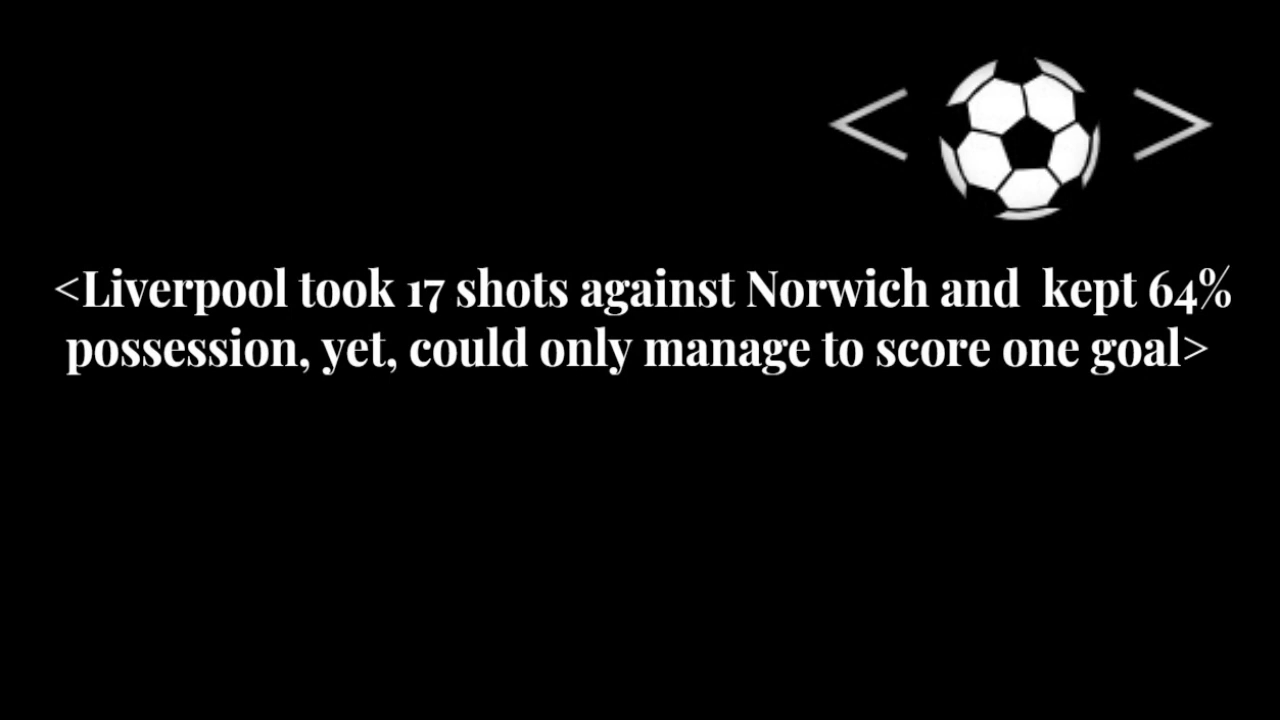 <Liverpool took 17 shots against Norwich and  kept 64%
possession, yet, could only manage to score one goal>